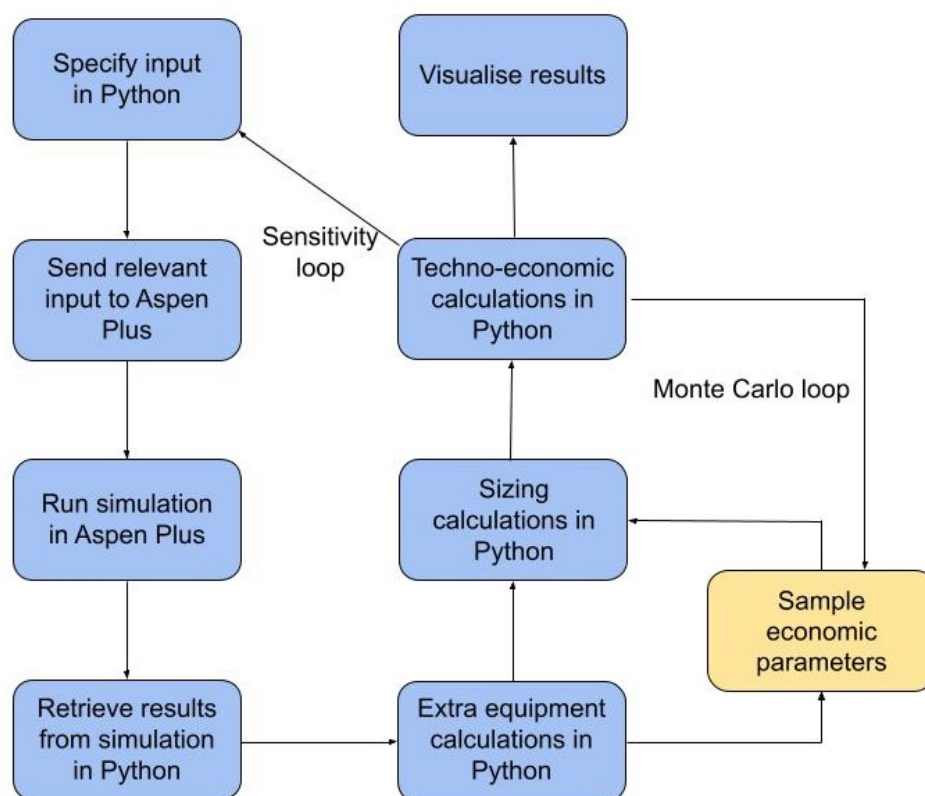 Specify input
in Python
Visualise results
Sensitivity
loop
Send relevant
input to Aspen
Plus
Techno-economic
calculations in
Python
Monte Carlo loop
Run simulation
in Aspen Plus
Sizing
calculations in
Python
Sample
economic
parameters
Retrieve results
from simulation
in Python
Extra equipment
calculations in
Python